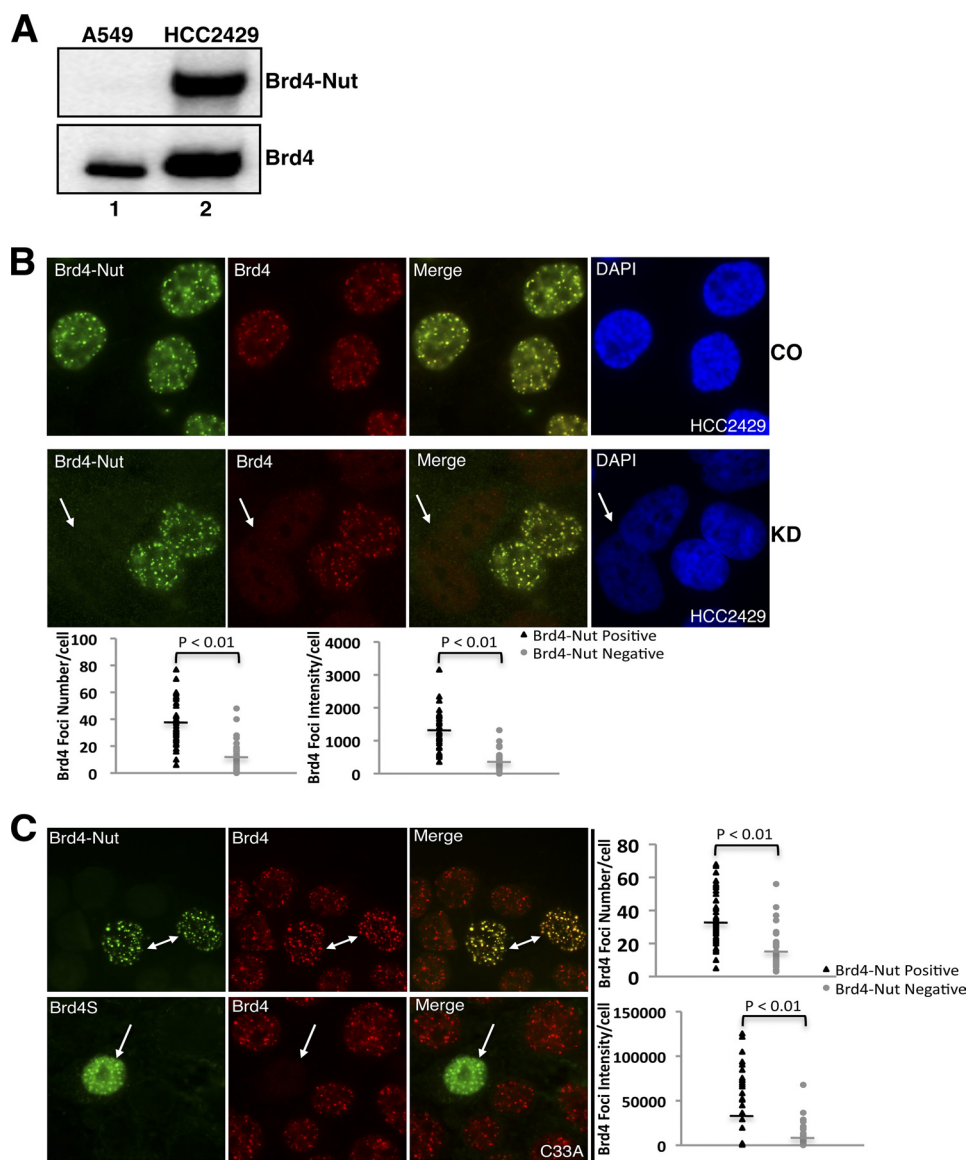 A
A549 HCC2429
Brd4-Nut
Brd4
1 2
B
Brd4-Nut Brd4 Merge DAPI
CO
HCC2429
Brd4-Nut Brd4 Merge DAPI
KD
HCC2429
Brd4 Foci Number/cell
100
80
60
40
20
0
P < 0.01
Brd4 Foci Intensity/cell
4000
3000
2000
1000
0
P < 0.01
Brd4-Nut Positive
Brd4-Nut Negative
C
Brd4-Nut Brd4 Merge
Brd4S Brd4 Merge
C33A
Brd4 Foci Number/cell
80
60
40
20
0
P < 0.01
Brd4-Nut Positive
Brd4-Nut Negative
Brd4 Foci Intensity/cell
150000
100000
50000
0
P < 0.01